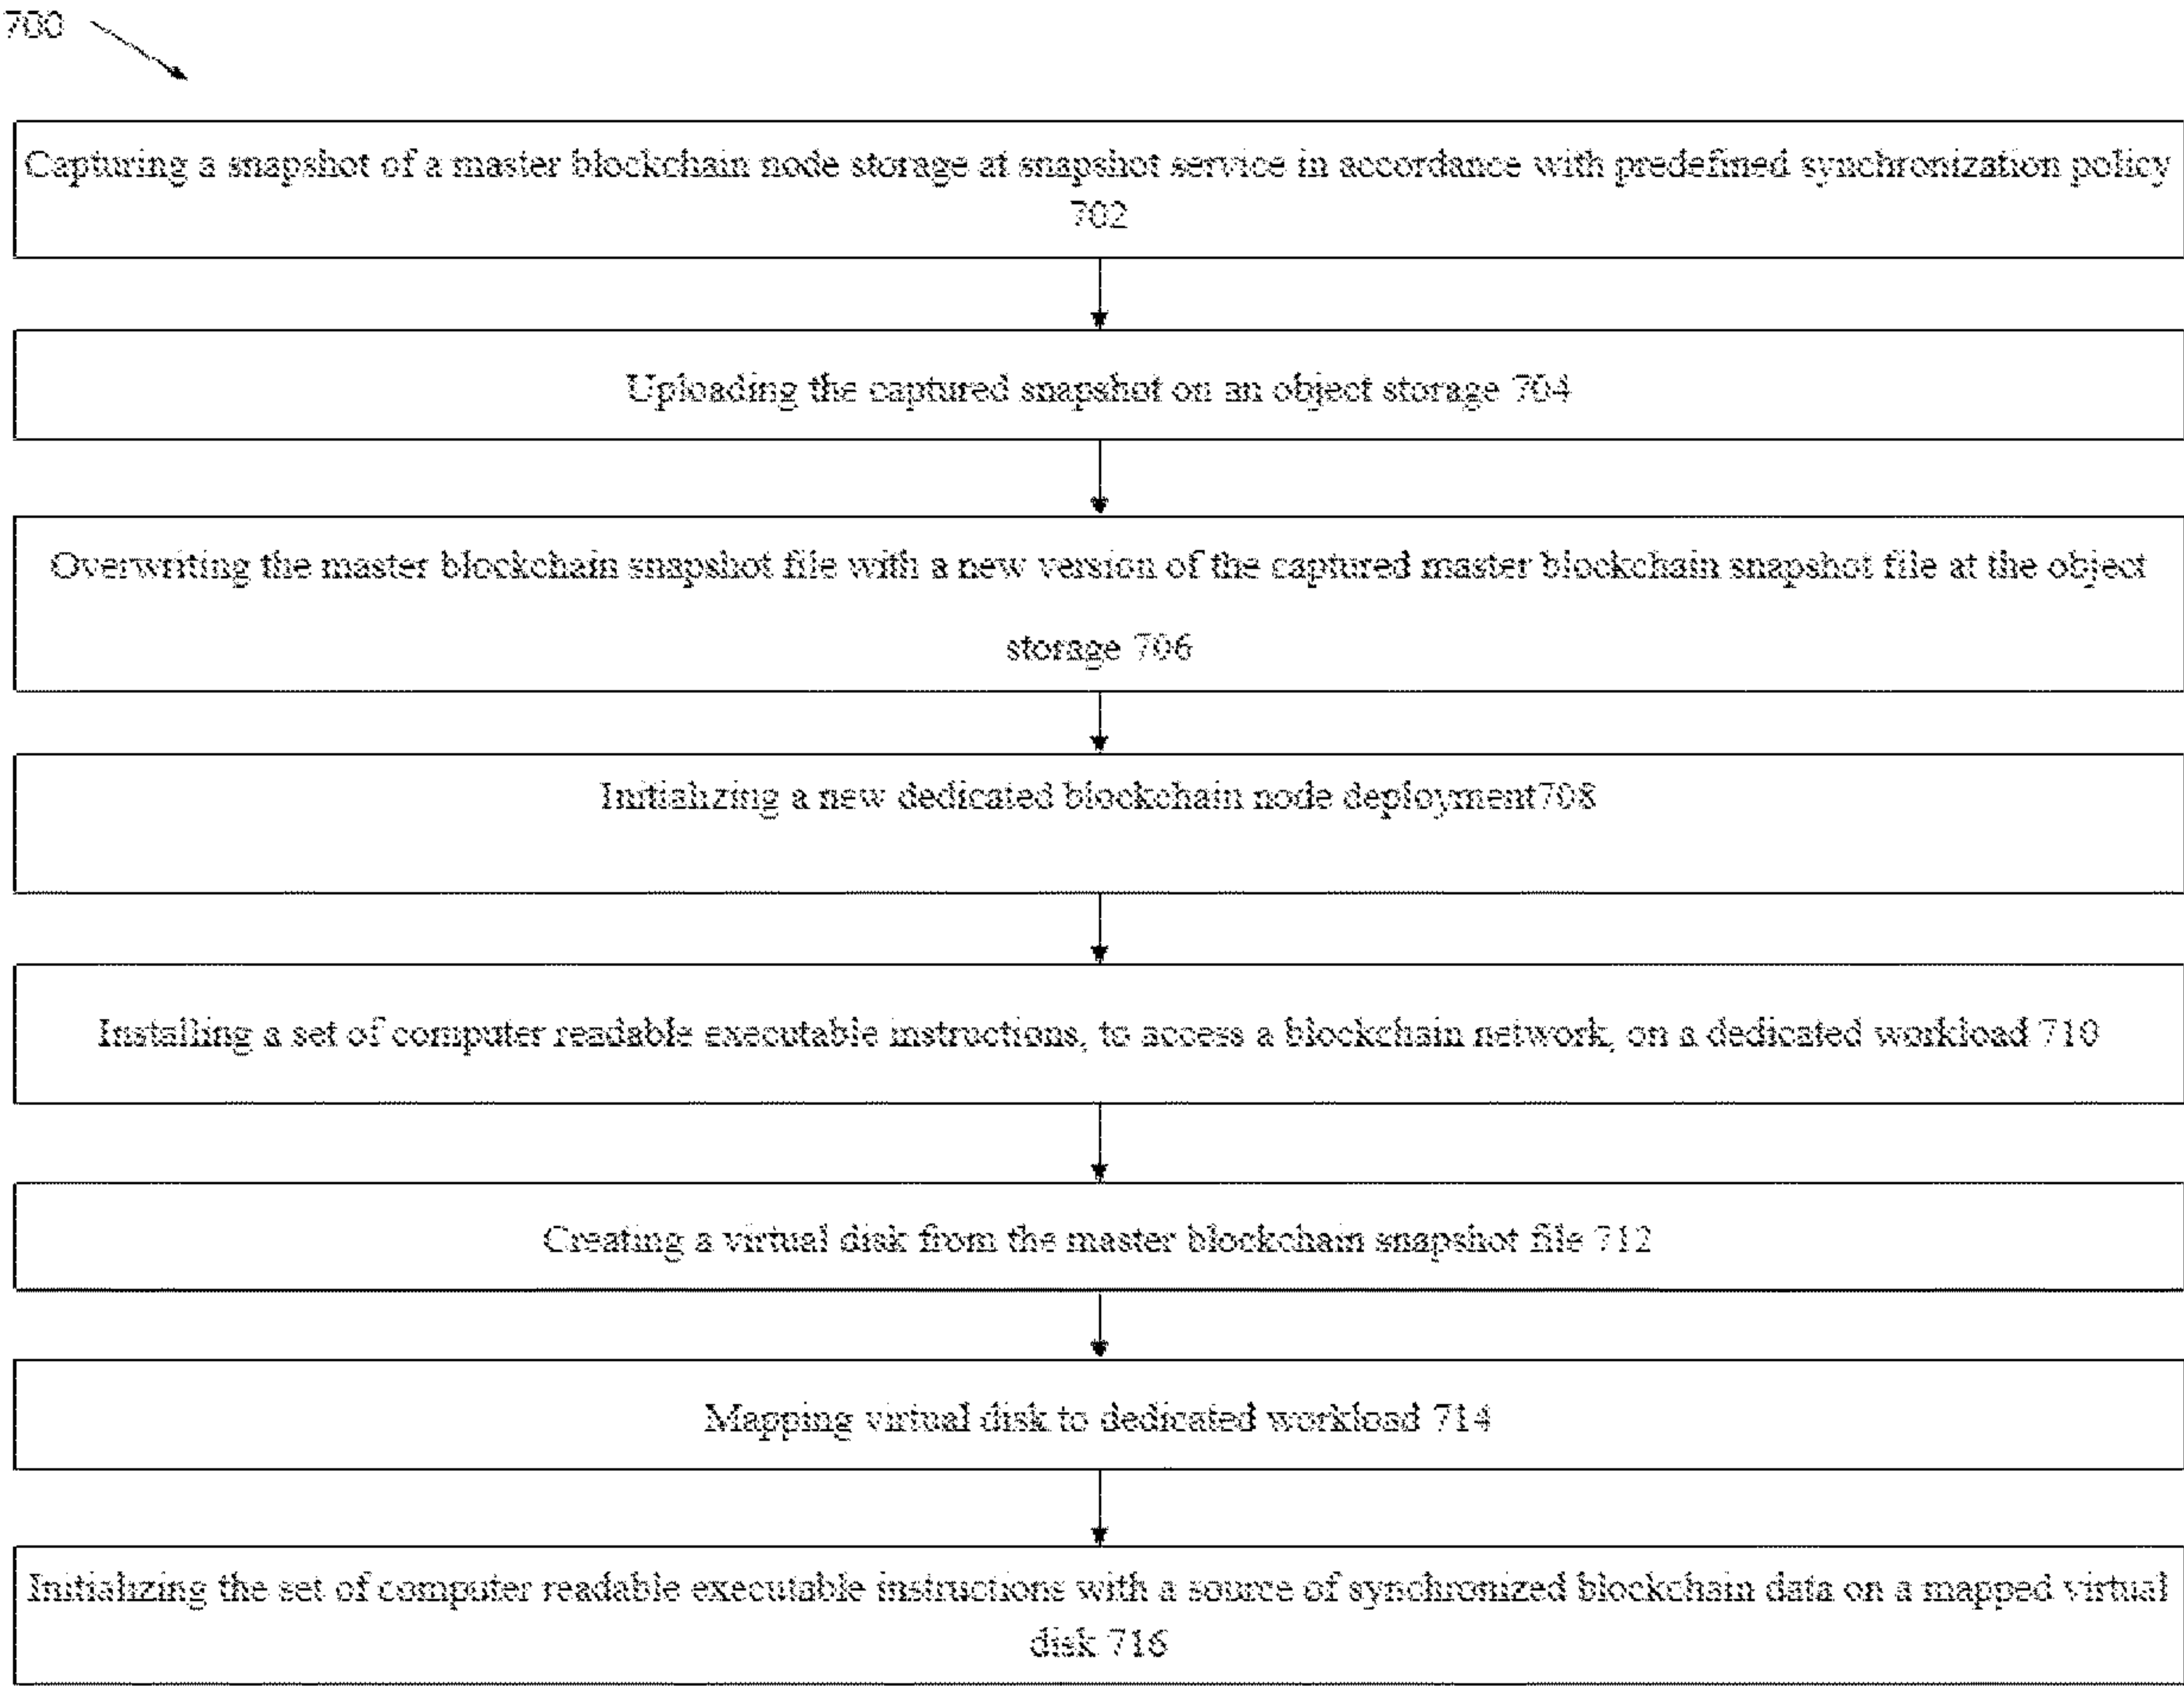 700
Capturing a snapshot of a master blockchain node storage at snapshot service in accordance with predefined synchronization policy
702
Uploading the captured snapshot on an object storage 704
Overwriting the master blockchain snapshot file with a new version of the captured master blockchain snapshot file at the object
storage 706
Initializing a new dedicated blockchain node deployment708
Installing a set of computer readable executable instructions, to access a blockchain network, on a dedicated workload 710
Creating a virtual disk from the master blockchain snapshot file 712
Mapping virtual disk to dedicated workload 714
Initializing the set of computer readable executable instructions with a source of synchronized blockchain data on a mapped virtual
disk 716